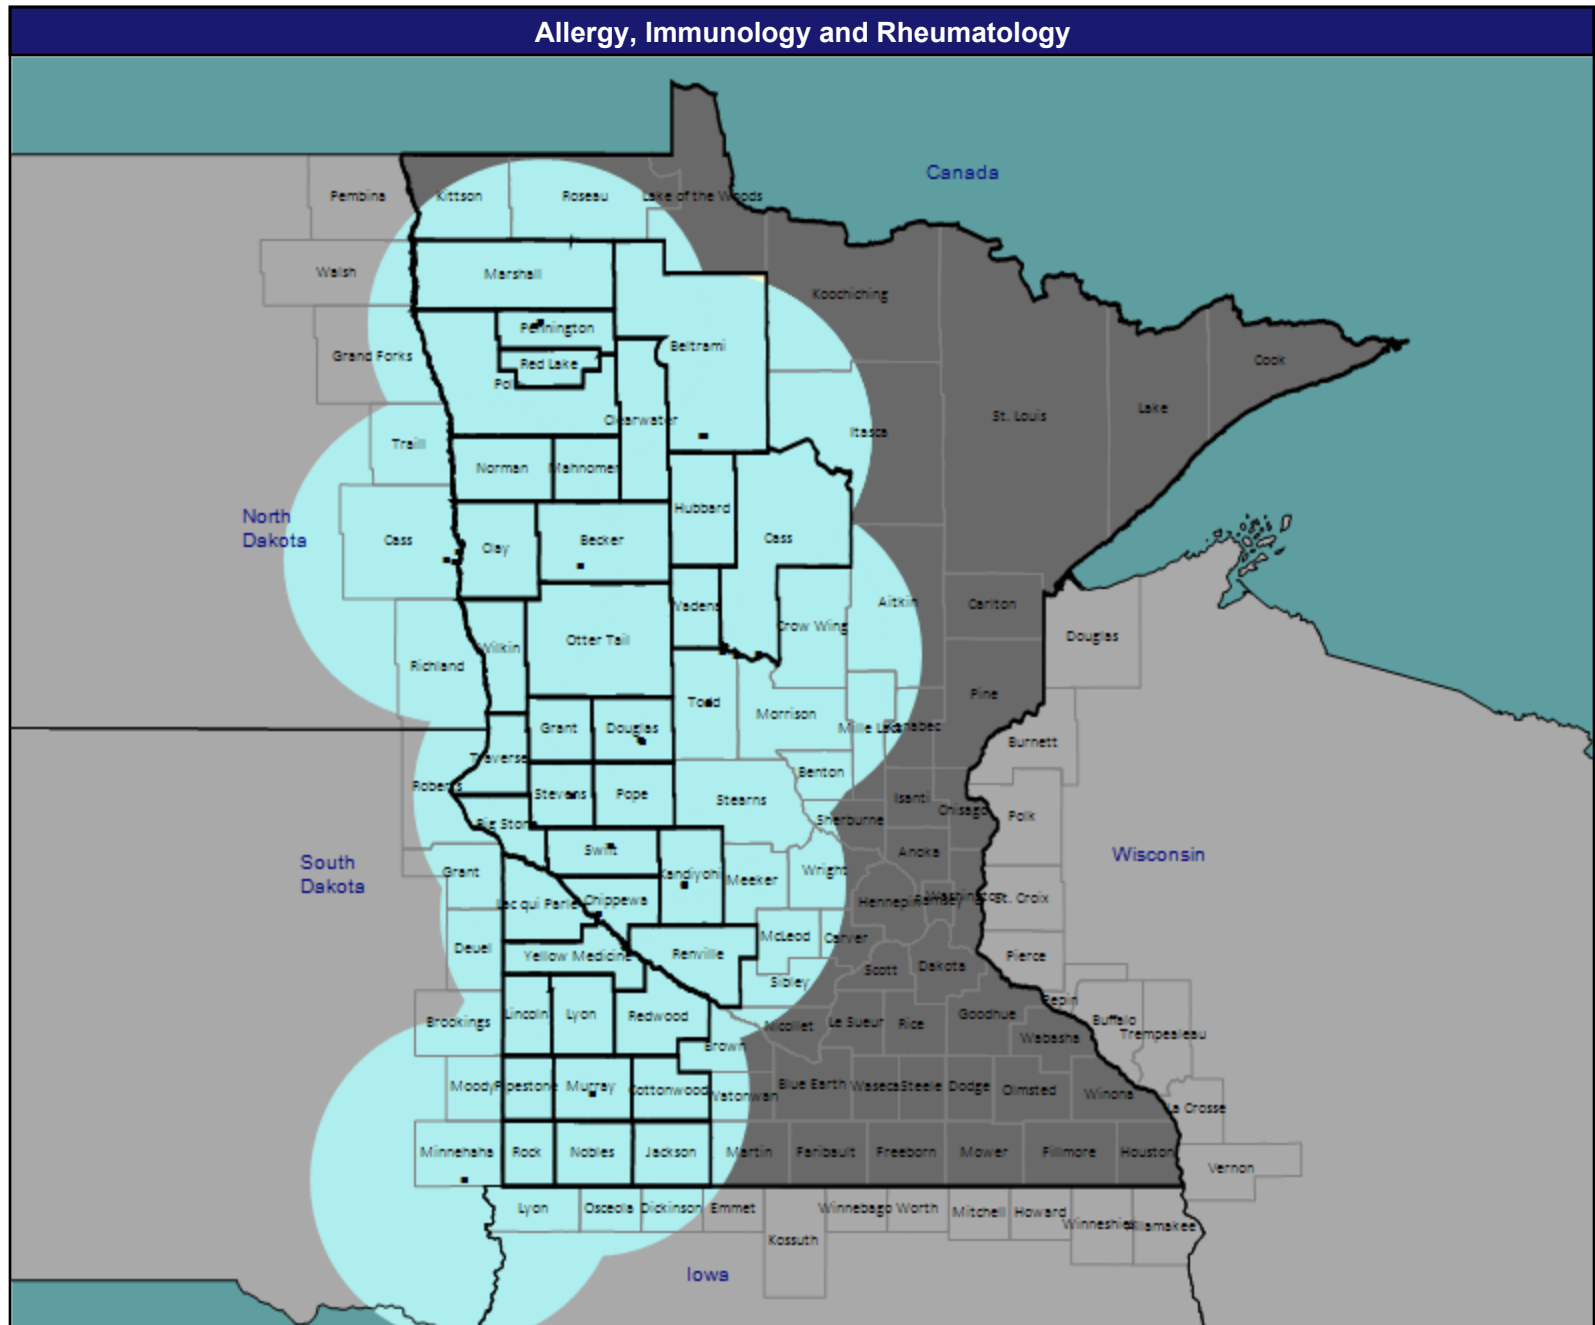 Allergy, Immunology and Rheumatology
Canada
Pembina
Kittson
Roseau
Lake of the Woods
Walsh
Marshall
Koochiching
Pennington
Grand Forks
Beltrami
Red Lake
Cook
Clearwater
St. Louis
Lake
Itasca
Traill
Norman
Mahnomen
Hubbard
North
Dakota
Cass
Clay
Becker
Cass
Aitkin
Carlton
Crow Wing
Douglas
Otter Tail
Wilkin
Richland
Pine
Todd
Morrison
Grant
Douglas
Mille Lacs
Burnett
Traverse
Benton
Roberts
Stevens
Pope
Stearns
Isanti
Chisago
Polk
Big Stone
Sherburne
Swift
Anoka
Wisconsin
South
Dakota
Grant
Kandiyohi
Meeker
Wright
Lac qui Parle
Chippewa
Hennepin
Ramsey
Washington
St. Croix
McLeod
Carver
Deuel
Yellow Medicine
Renville
Scott
Dakota
Pierce
Sibley
Pepin
Brookings
Lincoln
Lyon
Redwood
Nicollet
Le Sueur
Rice
Goodhue
Buffalo
Trempealeau
Brown
Wabasha
Moody
Pipestone
Murray
Cottonwood
Watonwan
Blue Earth
Waseca
Steele
Dodge
Olmsted
Winona
La Crosse
Minnehaha
Rock
Nobles
Jackson
Martin
Faribault
Freeborn
Mower
Fillmore
Houston
Vernon
Lyon
Osceola
Dickinson
Emmet
Winnebago
Worth
Mitchell
Howard
Kossuth
Iowa